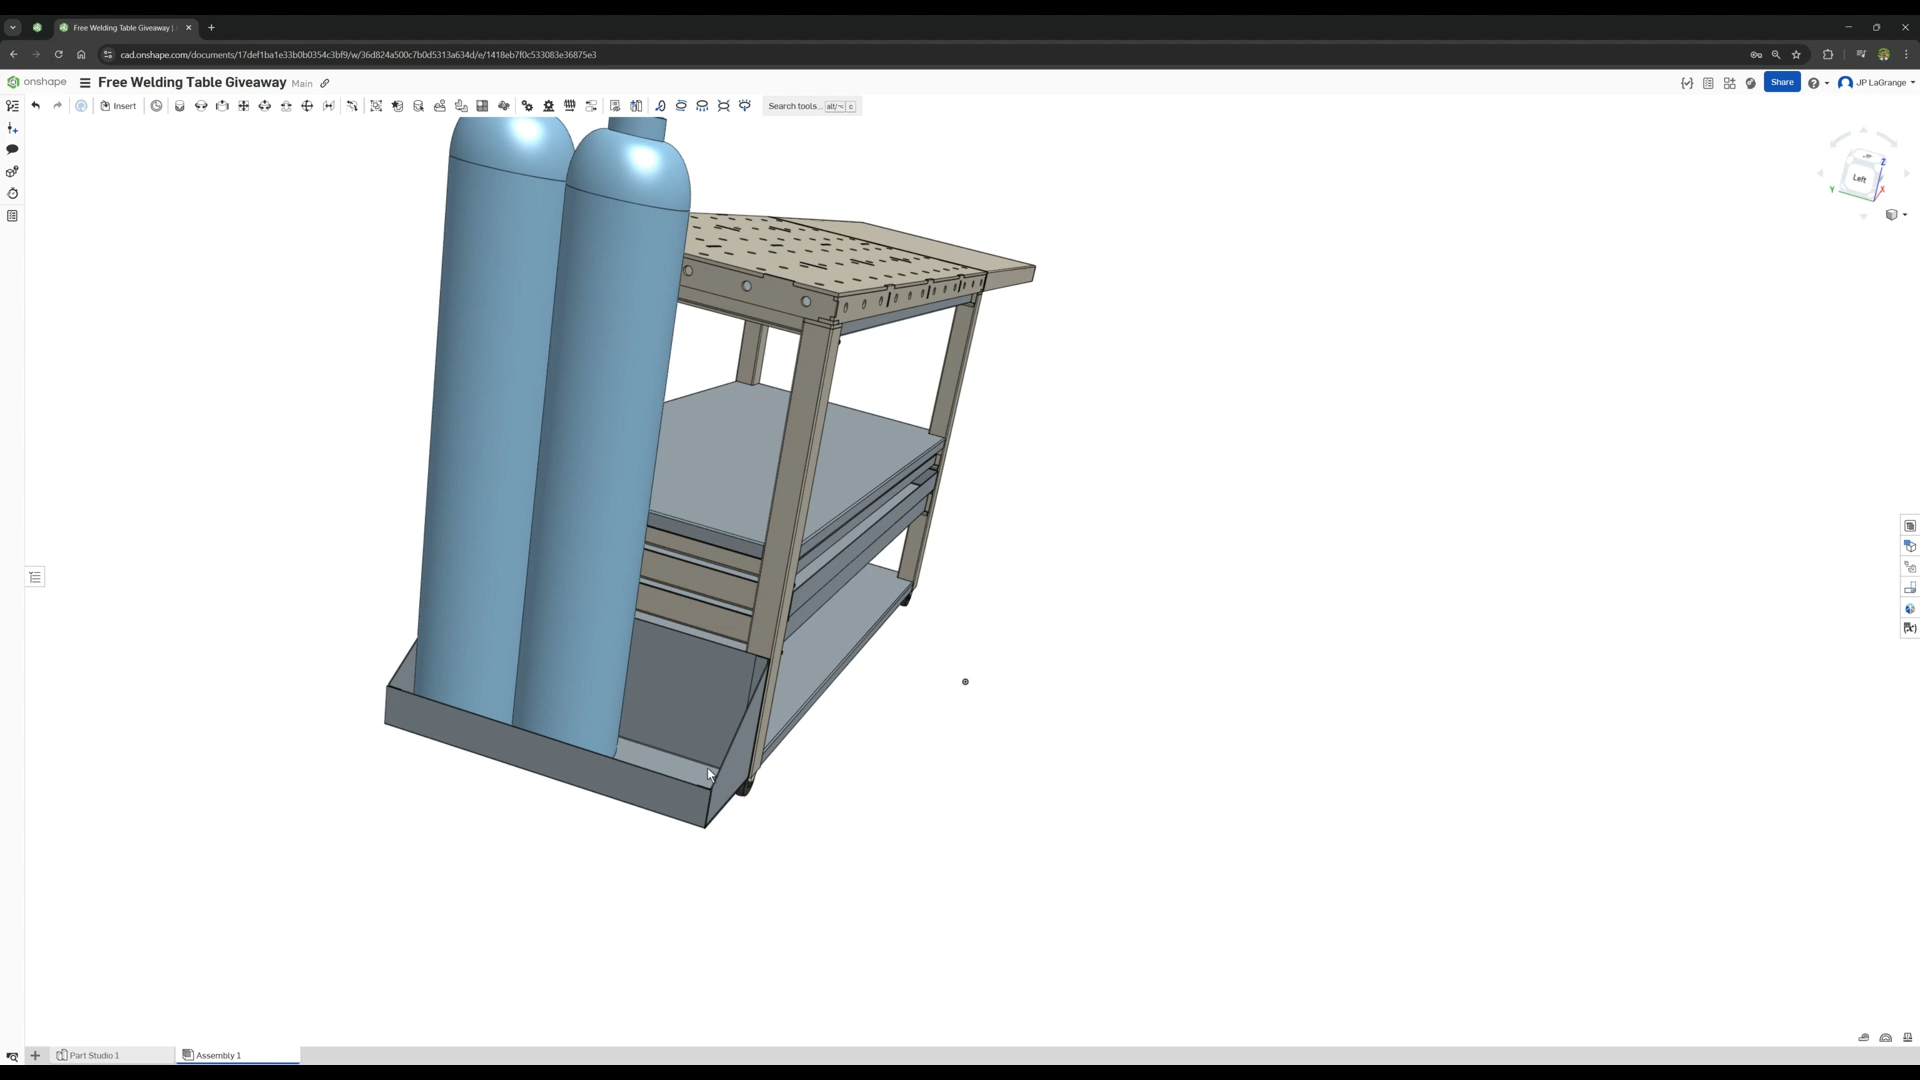 Free Welding Table Giveaway |
cad.onshape.com/documents/17def1ba1e33b0b0354c3bf9/w/36d824a500c7b0d5313a634d/e/1418eb7f0c533083e36875e3
onshape
Free Welding Table Giveaway Main
Share
JP LaGrange
Insert
Search tools... alt/⌥ c
Z
Left
Y
X
Part Studio 1
Assembly 1